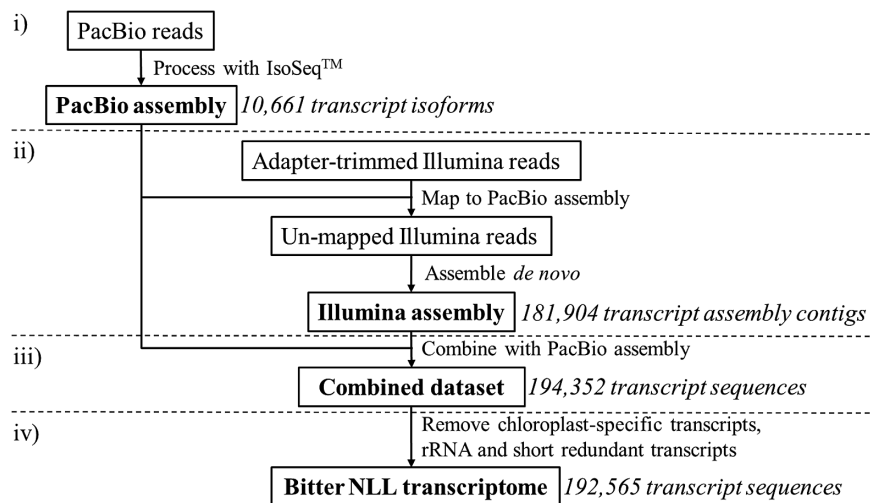 i)
PacBio reads
Process with IsoSeq™
PacBio assembly 10,661 transcript isoforms
ii)
Adapter-trimmed Illumina reads
Map to PacBio assembly
Un-mapped Illumina reads
Assemble de novo
Illumina assembly 181,904 transcript assembly contigs
iii)
Combine with PacBio assembly
Combined dataset 194,352 transcript sequences
iv)
Remove chloroplast-specific transcripts,
rRNA and short redundant transcripts
Bitter NLL transcriptome 192,565 transcript sequences